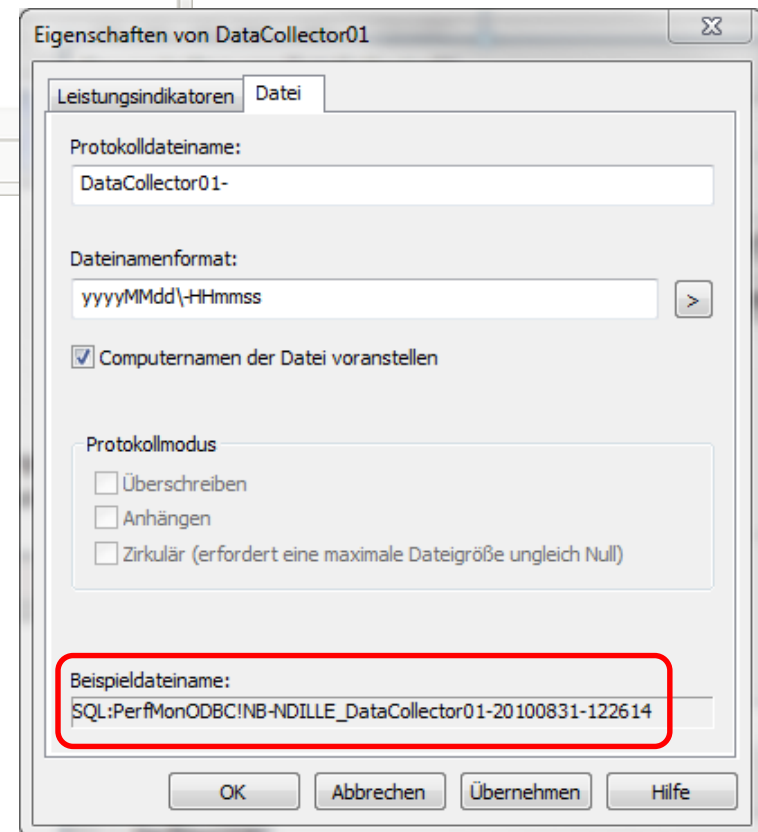 Eigenschaften von DataCollector01
Leistungsindikatoren Datei
Protokolldateiname:
DataCollector01-
Dateinamenformat:
yyyyMMdd\-HHmmss
>
Computernamen der Datei voranstellen
Protokollmodus
Überschreiben
Anhängen
Zirkulär (erfordert eine maximale Dateigröße ungleich Null)
Beispieldateiname:
SQL:PerfMonODBC!NB-NDILLE_DataCollector01-20100831-122614
OK Abbrechen Übernehmen Hilfe